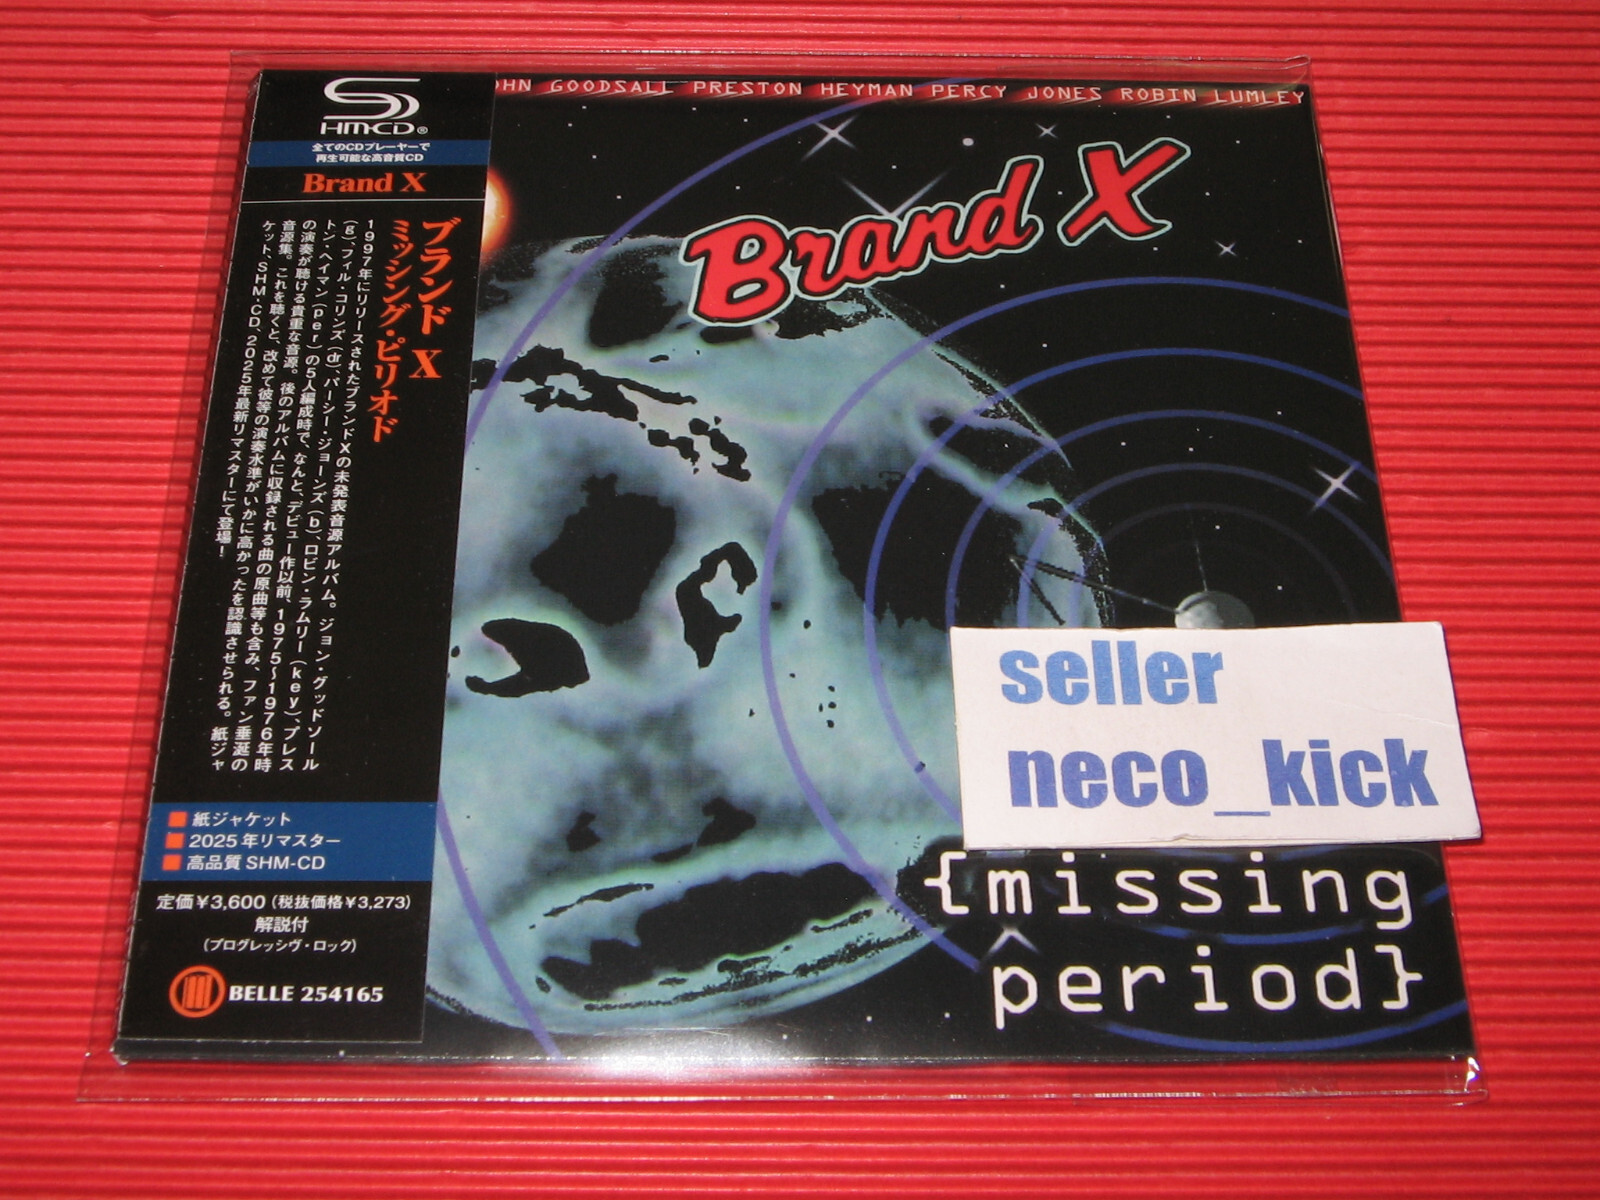 SHM-CD®
全てのCDプレーヤーで
再生可能な高音質CD
Brand X
ブランド X
ミッシング・ピリオド
1997年にリリースされたブランドXの未発表音源アルバム。ジョン・グッドソール
(g)、フィル・コリンズ(dr)、パーシー・ジョーンズ(b)、ロビン・ラムリー(key)、プレス
トン・ヘイマン(per)の5人編成時で、なんと、デビュー作以前、1975～1976年時
の演奏が聴ける貴重な音源。後のアルバムに収録される曲の原曲等も含み、ファン垂涎の
音源集。これを聴くと、改めて彼等の演奏水準がいかに高かったを認識させられる。紙ジャ
ケット、SHM-CD、2025年最新リマスターにて登場!
■ 紙ジャケット
■ 2025年リマスター
■ 高品質 SHM-CD
定価¥3,600(税抜価格¥3,273)
解説付
(プログレッシヴ・ロック)
BELLE 254165
OHN GOODSALL PRESTON HEYMAN PERCY JONES ROBIN LUMLEY
Brand X
seller
neco_kick
{missing
period}